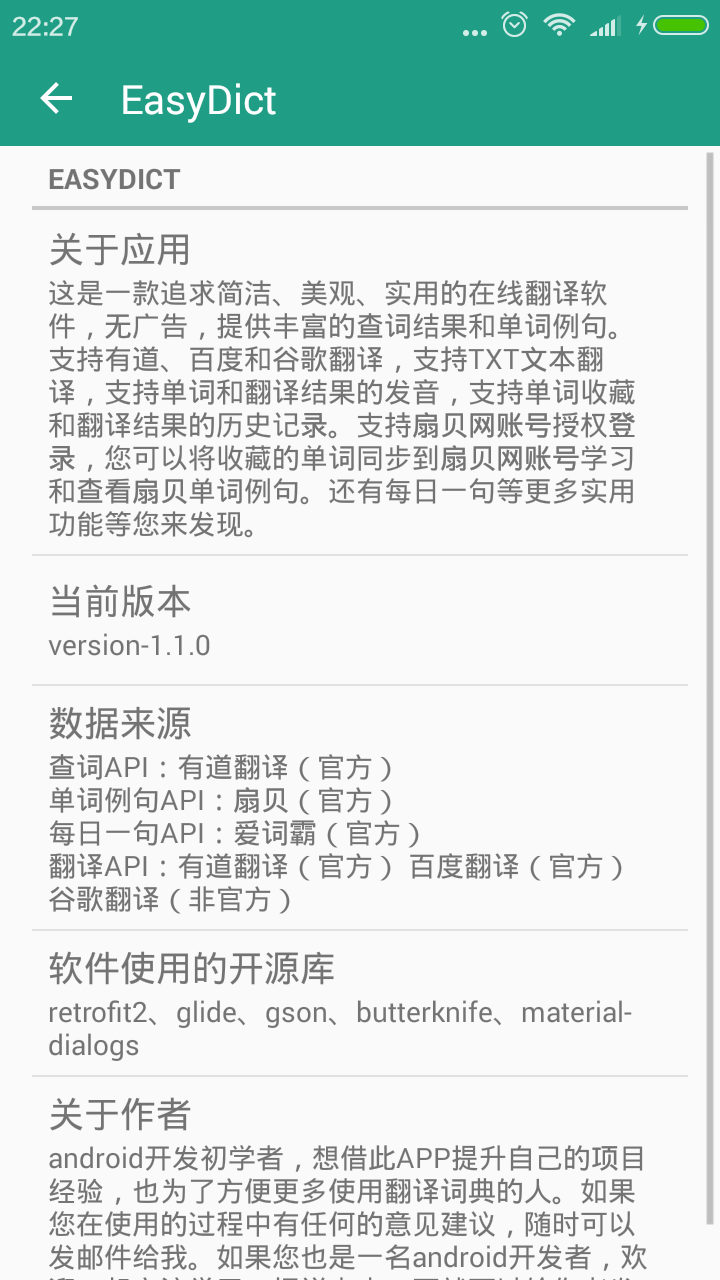 22:27
EasyDict
EASYDICT
关于应用
这是一款追求简洁、美观、实用的在线翻译软
件，无广告，提供丰富的查词结果和单词例句。
支持有道、百度和谷歌翻译，支持TXT文本翻
译，支持单词和翻译结果的发音，支持单词收藏
和翻译结果的历史记录。支持扇贝网账号授权登
录，您可以将收藏的单词同步到扇贝网账号学习
和查看扇贝单词例句。还有每日一句等更多实用
功能等您来发现。
当前版本
version-1.1.0
数据来源
查词API：有道翻译（官方）
单词例句API：扇贝（官方）
每日一句API：爱词霸（官方）
翻译API：有道翻译（官方） 百度翻译（官方）
谷歌翻译（非官方）
软件使用的开源库
retrofit2、glide、gson、butterknife、material-
dialogs
关于作者
android开发初学者，想借此APP提升自己的项目
经验，也为了方便更多使用翻译词典的人。如果
您在使用的过程中有任何的意见建议，随时可以
发邮件给我。如果您也是一名android开发者，欢